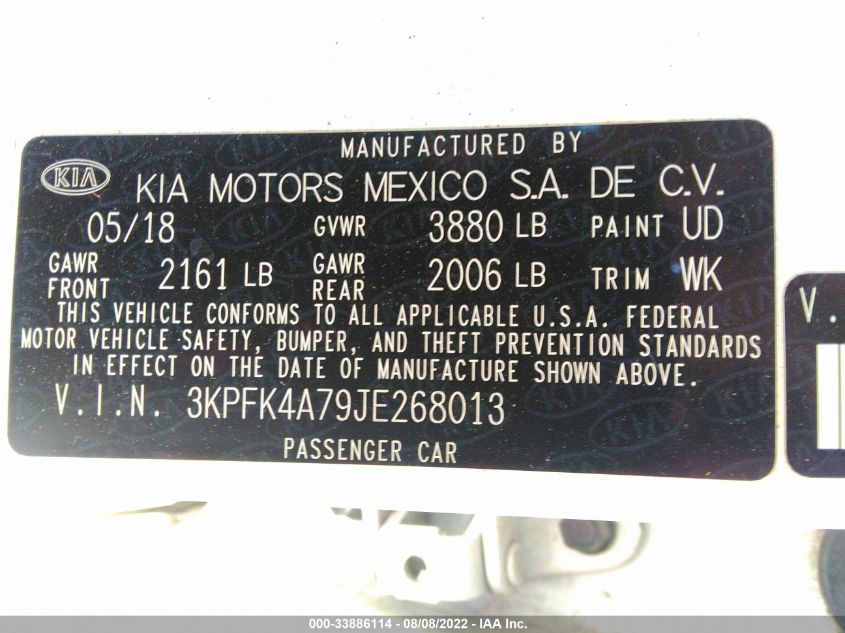 MANUFACTURED BY
KIA KIA MOTORS MEXICO S.A. DE C.V.
05/18 GVWR 3880 LB PAINT UD
GAWR FRONT 2161 LB GAWR REAR 2006 LB TRIM WK
THIS VEHICLE CONFORMS TO ALL APPLICABLE U.S.A. FEDERAL
MOTOR VEHICLE SAFETY, BUMPER, AND THEFT PREVENTION STANDARDS
IN EFFECT ON THE DATE OF MANUFACTURE SHOWN ABOVE.
V.I.N. 3KPFK4A79JE268013
PASSENGER CAR
V.
000-33886114 - 08/08/2022 - IAA Inc.